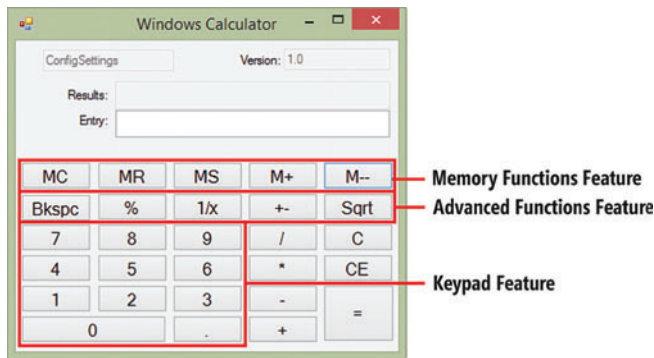 Windows Calculator
ConfigSettings Version: 1.0
Results:
Entry:
MC MR MS M+ M-- Memory Functions Feature
Bkspc % 1/x +- Sqrt Advanced Functions Feature
7 8 9 / C
4 5 6 * CE
Keypad Feature
1 2 3 - =
0 . +